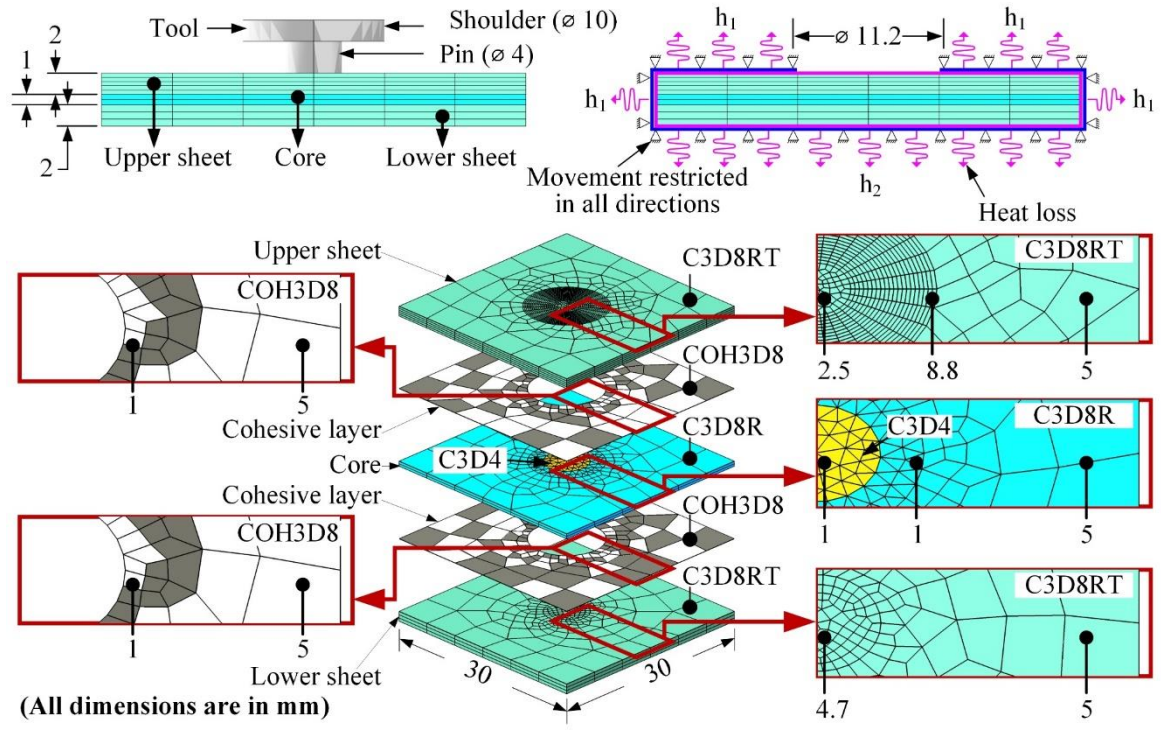 Tool
Shoulder (ø 10)
Pin (ø 4)
2
1
2
Upper sheet
Core
Lower sheet
h1
h1
ø 11.2
h1
h1
h2
Movement restricted
in all directions
Heat loss
Upper sheet
C3D8RT
COH3D8
1
5
C3D8RT
2.5
8.8
5
COH3D8
Cohesive layer
C3D8R
C3D4
Core
C3D8R
C3D4
1
1
5
Cohesive layer
COH3D8
COH3D8
1
5
C3D8RT
Lower sheet
30
30
C3D8RT
4.7
5
(All dimensions are in mm)